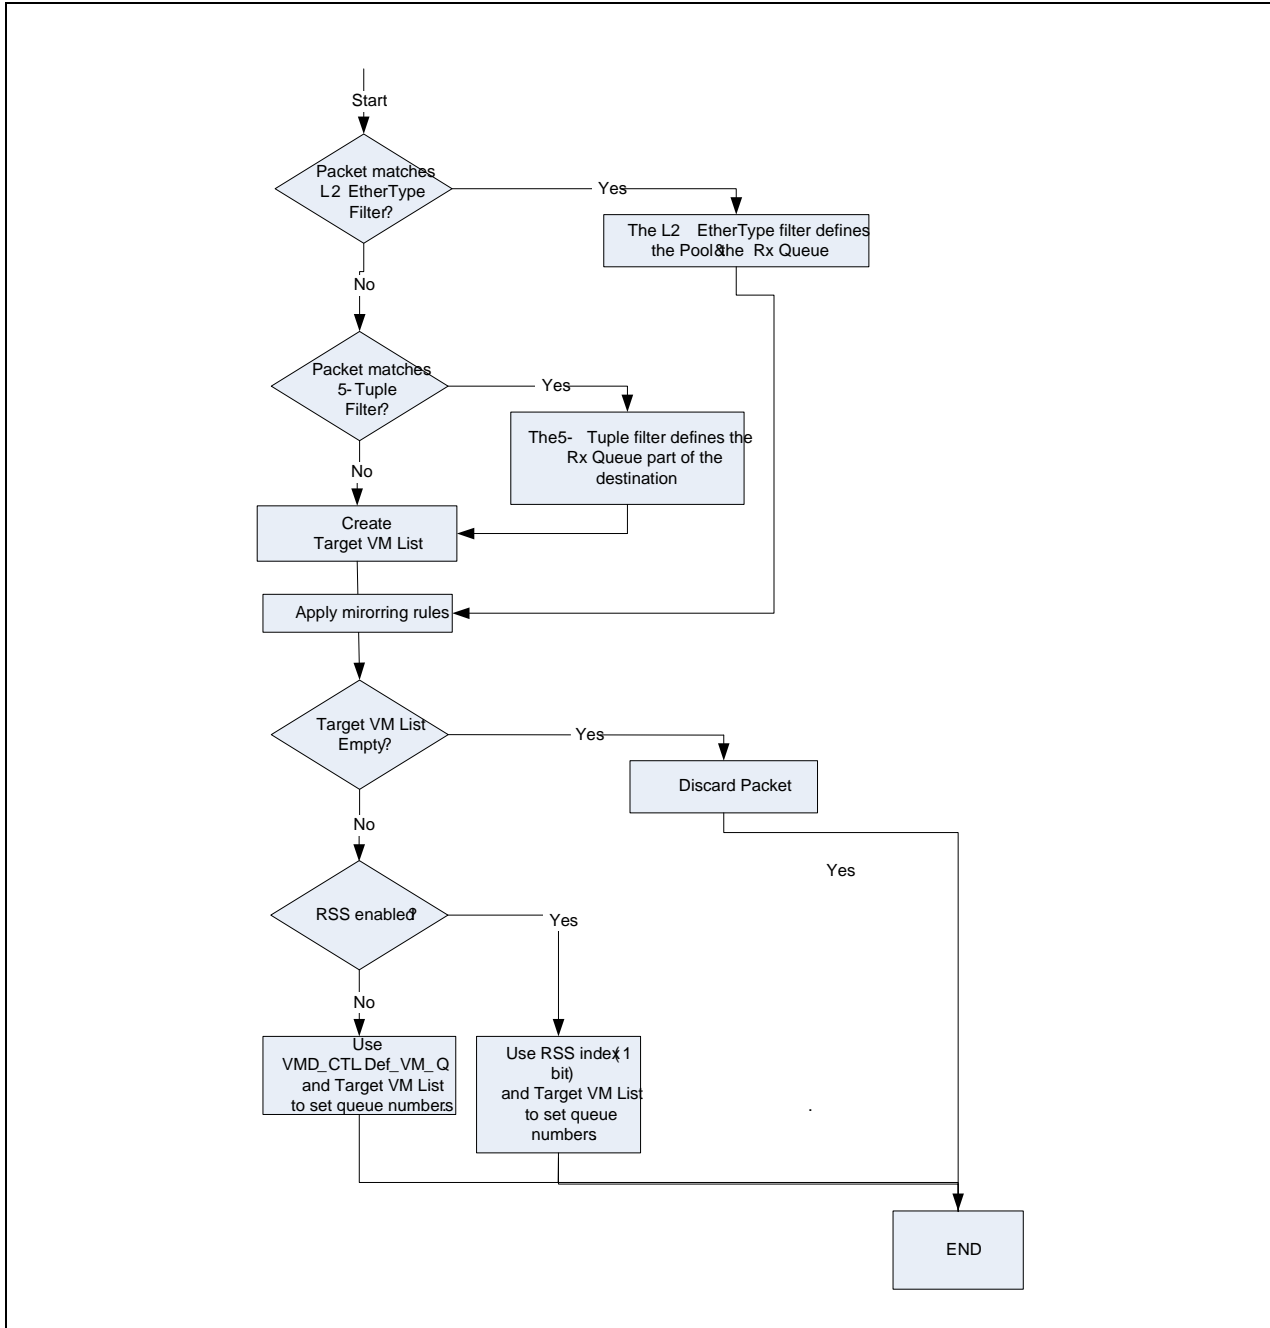 Start
Packet matches
L2 EtherType
Filter?
Yes
The L2 EtherType filter defines
the Pool & the Rx Queue
No
Packet matches
5- Tuple
Filter?
Yes
The 5- Tuple filter defines the
Rx Queue part of the
destination
No
Create
Target VM List
Apply mirorring rules
Target VM List
Empty?
Yes
Discard Packet
No
Yes
RSS enabled?
Yes
No
Use
VMD_CTL.Def_VM_Q
and Target VM List
to set queue numbers.
Use RSS index (1
bit)
and Target VM List
to set queue
numbers
.
END